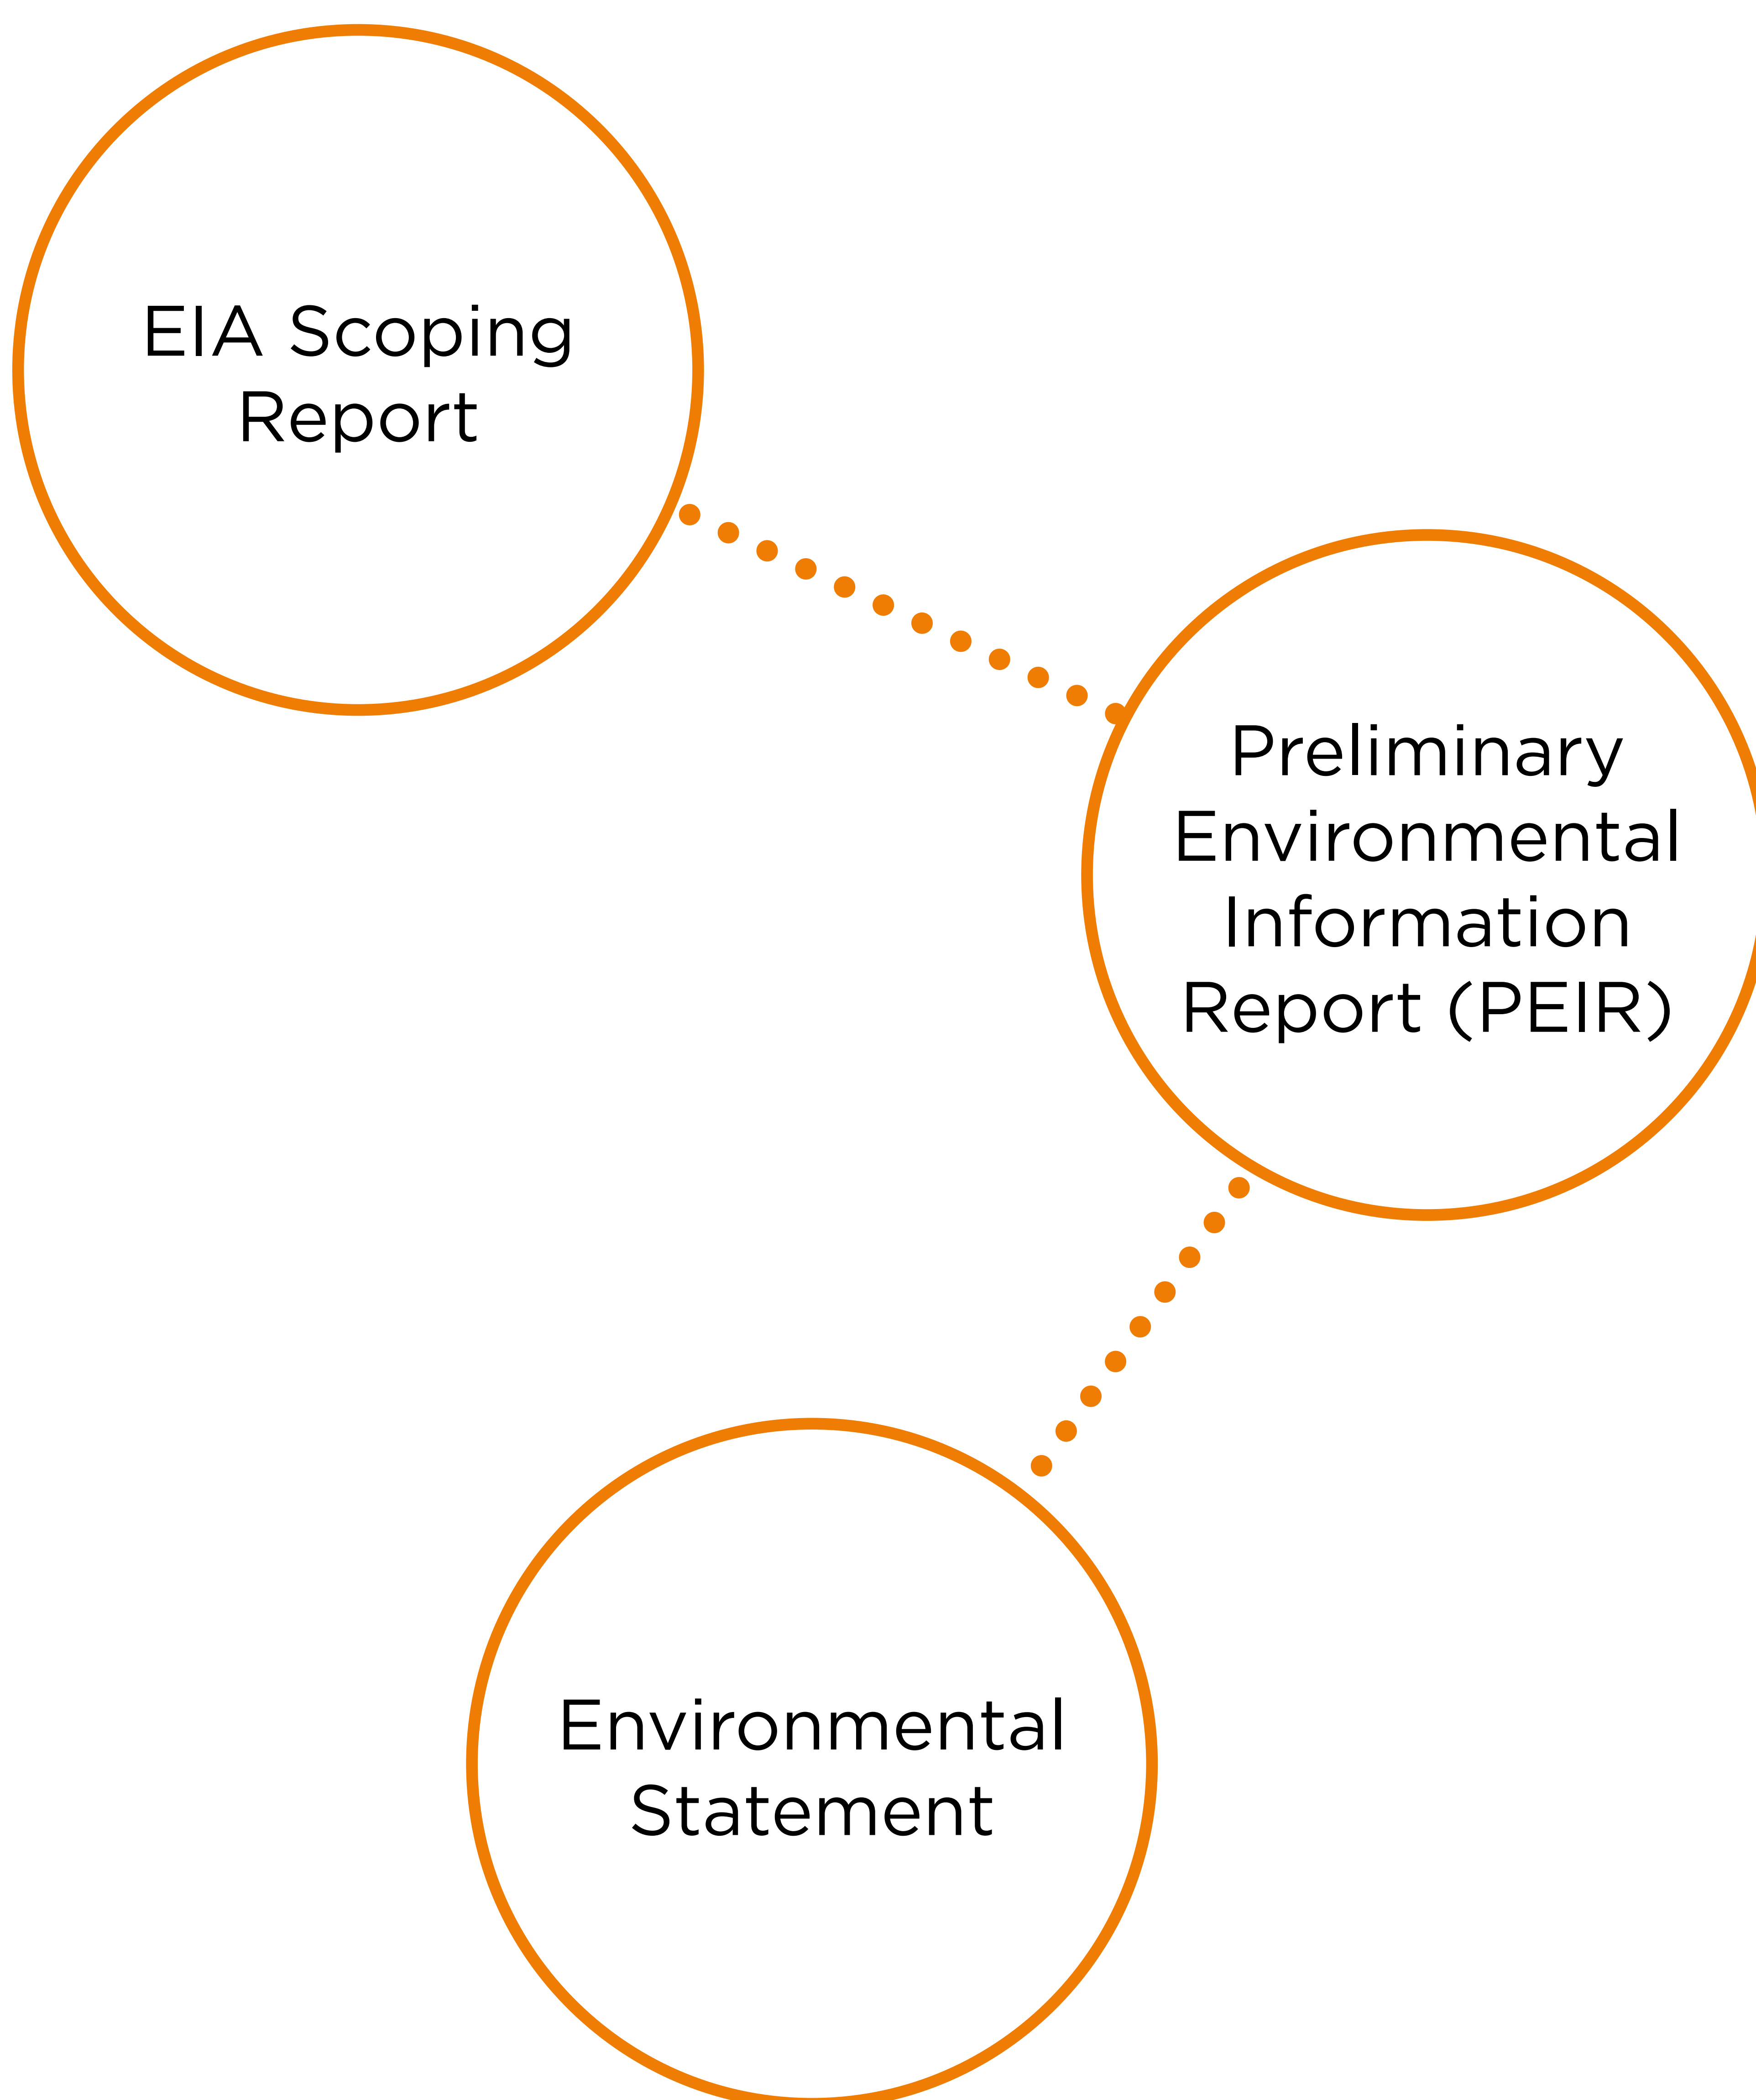 EIA Scoping
Report
Preliminary
Environmental
Information
Report (PEIR)
Environmental
Statement